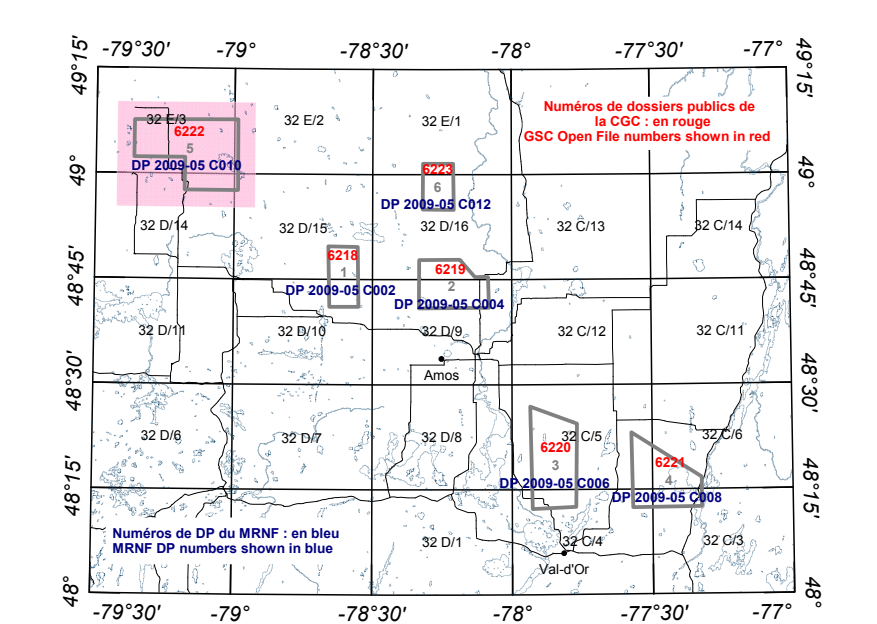 -79°30'
-79°
-78°30'
-78°
-77°30'
-77°
49°15'
49°15'
32 E/3
32 E/2
32 E/1
Numéros de dossiers publics de
la CGC : en rouge
GSC Open File numbers shown in red
6222
5
DP 2009-05 C010
49°
49°
6223
6
DP 2009-05 C012
32 D/14
32 D/15
32 D/16
32 C/13
32 C/14
6218
1
DP 2009-05 C002
6219
2
DP 2009-05 C004
48°45'
48°45'
32 D/11
32 D/10
32 D/9
32 C/12
32 C/11
Amos
48°30'
48°30'
32 D/6
32 D/7
32 D/8
32 C/5
32 C/6
6220
3
DP 2009-05 C006
6221
4
DP 2009-05 C008
48°15'
48°15'
Numéros de DP du MRNF : en bleu
MRNF DP numbers shown in blue
32 D/1
32 C/4
32 C/3
Val-d'Or
48°
48°
-79°30'
-79°
-78°30'
-78°
-77°30'
-77°